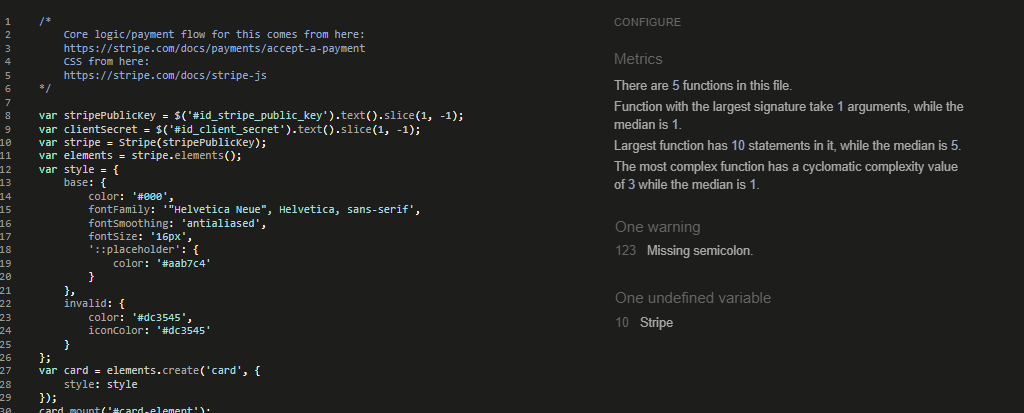 1 /*
2 Core logic/payment flow for this comes from here:
3 https://stripe.com/docs/payments/accept-a-payment
4 CSS from here:
5 https://stripe.com/docs/stripe-js
6 */
7
8 var stripePublicKey = $('#id_stripe_public_key').text().slice(1, -1);
9 var clientSecret = $('#id_client_secret').text().slice(1, -1);
10 var stripe = Stripe(stripePublicKey);
11 var elements = stripe.elements();
12 var style = {
13 base: {
14 color: '#000',
15 fontFamily: '"Helvetica Neue", Helvetica, sans-serif',
16 fontSmoothing: 'antialiased',
17 fontSize: '16px',
18 '::placeholder': {
19 color: '#aab7c4'
20 }
21 },
22 invalid: {
23 color: '#dc3545',
24 iconColor: '#dc3545'
25 }
26 };
27 var card = elements.create('card', {
28 style: style
29 });
30 card.mount('#card-element');
CONFIGURE
Metrics
There are 5 functions in this file.
Function with the largest signature take 1 arguments, while the
median is 1.
Largest function has 10 statements in it, while the median is 5.
The most complex function has a cyclomatic complexity value
of 3 while the median is 1.
One warning
123 Missing semicolon.
One undefined variable
10 Stripe